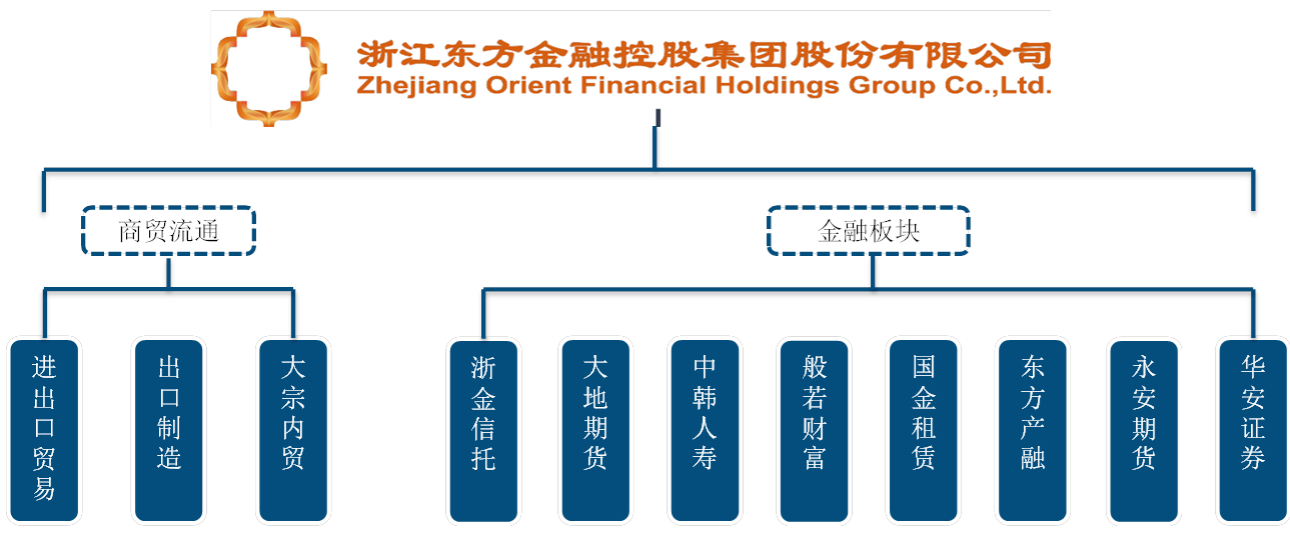 浙江东方金融控股集团股份有限公司
Zhejiang Orient Financial Holdings Group Co.,Ltd.
商贸流通
金融板块
进出口贸易
出口制造
大宗内贸
浙金信托
大地期货
中韩人寿
般若财富
国金租赁
东方产融
永安期货
华安证券